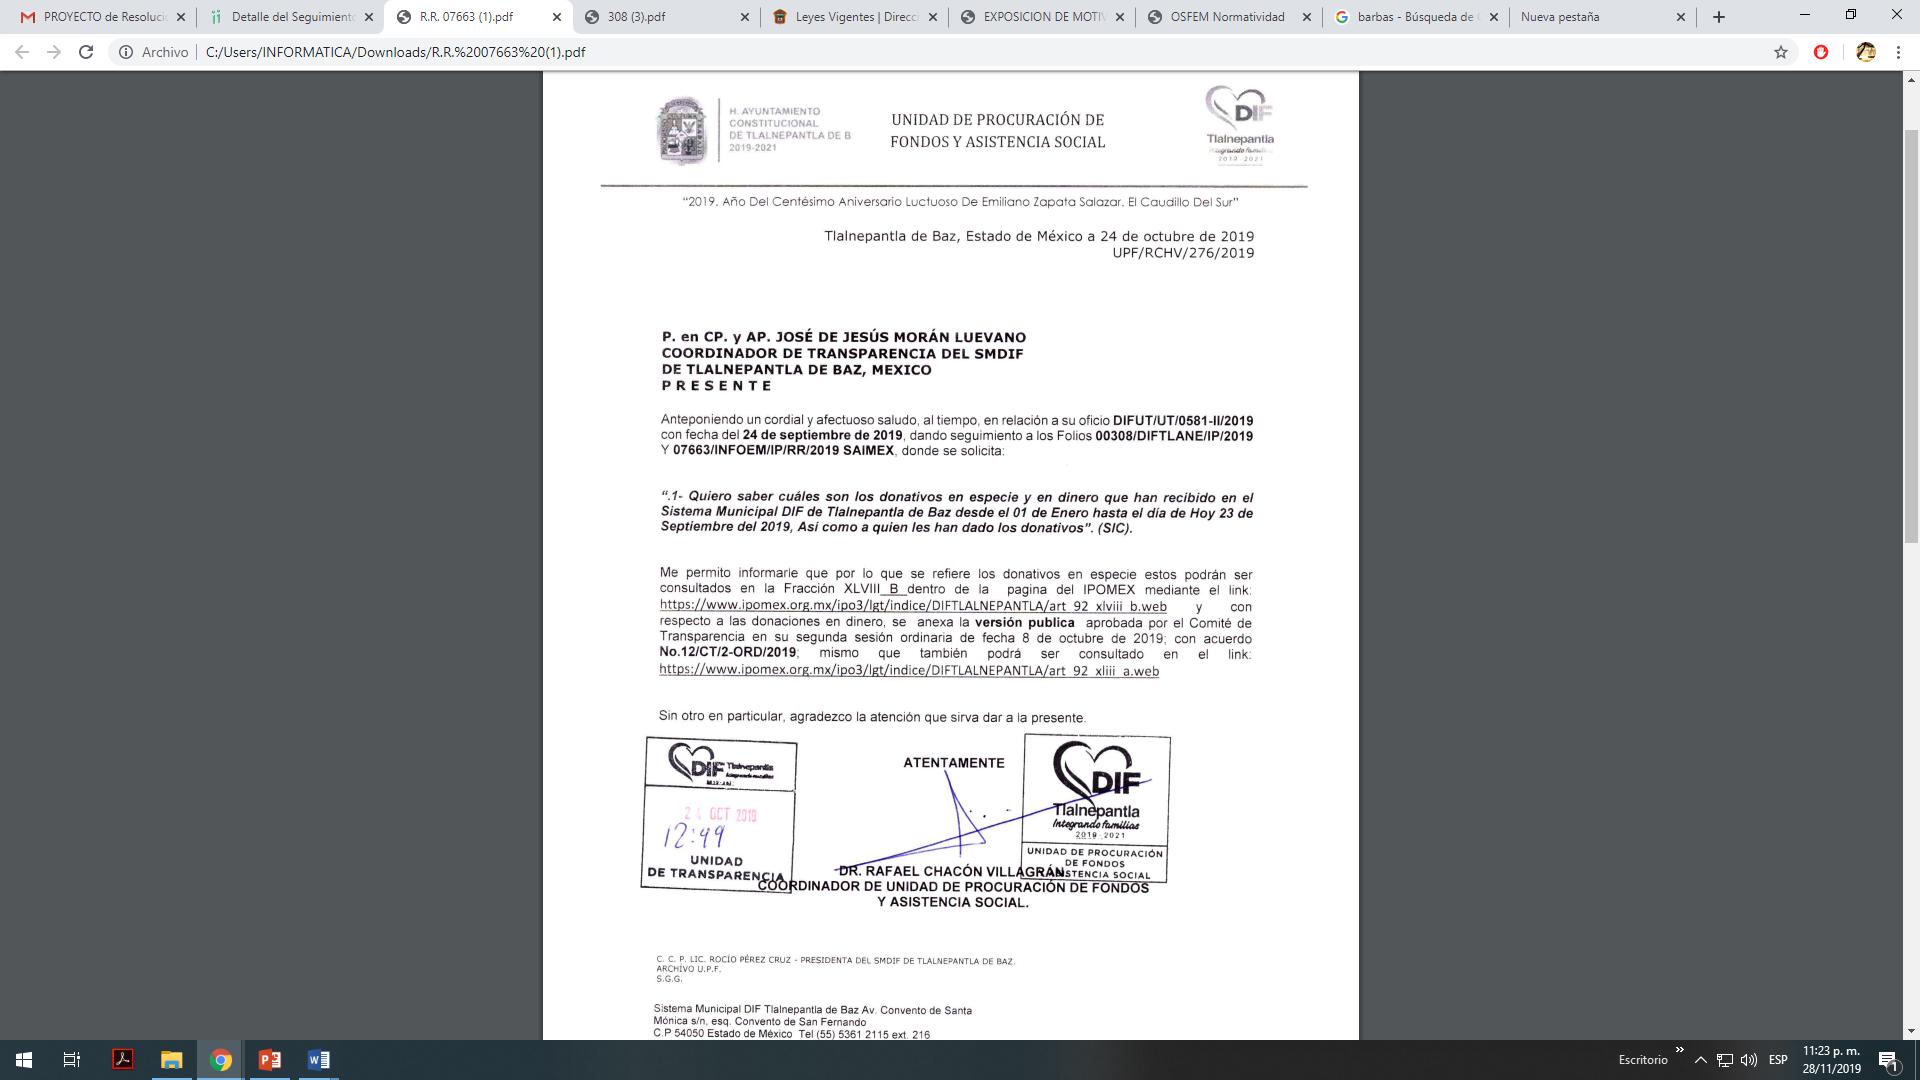 PROYECTO de Resoluci
Detalle del Seguimiento
R.R. 07663 (1).pdf
308 (3).pdf
Leyes Vigentes | Direcc
EXPOSICION DE MOTIV
OSFEM Normatividad
barbas - Búsqueda de G
Nueva pestaña
Archivo
C:/Users/INFORMATICA/Downloads/R.R.%2007663%20(1).pdf
H. AYUNTAMIENTO
CONSTITUCIONAL
DE TLALNEPANTLA DE B
2019-2021
UNIDAD DE PROCURACIÓN DE
FONDOS Y ASISTENCIA SOCIAL
DIF
Tlalnepantla
Integrando familias
2019-2021
“2019. Año Del Centésimo Aniversario Luctuoso De Emiliano Zapata Salazar. El Caudillo Del Sur”
Tlalnepantla de Baz, Estado de México a 24 de octubre de 2019
UPF/RCHV/276/2019
P. en CP. y AP. JOSÉ DE JESÚS MORÁN LUEVANO
COORDINADOR DE TRANSPARENCIA DEL SMDIF
DE TLALNEPANTLA DE BAZ, MEXICO
P R E S E N T E
Anteponiendo un cordial y afectuoso saludo, al tiempo, en relación a su oficio DIFUT/UT/0581-II/2019
con fecha del 24 de septiembre de 2019, dando seguimiento a los Folios 00308/DIFTLANE/IP/2019
Y 07663/INFOEM/IP/RR/2019 SAIMEX, donde se solicita:
“.1- Quiero saber cuáles son los donativos en especie y en dinero que han recibido en el
Sistema Municipal DIF de Tlalnepantla de Baz desde el 01 de Enero hasta el día de Hoy 23 de
Septiembre del 2019, Así como a quien les han dado los donativos”. (SIC).
Me permito informarle que por lo que se refiere los donativos en especie estos podrán ser
consultados en la Fracción XLVIII_B_dentro de la pagina del IPOMEX mediante el link:
https://www.ipomex.org.mx/ipo3/lgt/indice/DIFTLALNEPANTLA/art_92_xlviii_b.web y con
respecto a las donaciones en dinero, se anexa la versión publica aprobada por el Comité de
Transparencia en su segunda sesión ordinaria de fecha 8 de octubre de 2019; con acuerdo
No.12/CT/2-ORD/2019; mismo que también podrá ser consultado en el link:
https://www.ipomex.org.mx/ipo3/lgt/indice/DIFTLALNEPANTLA/art_92_xliii_a.web
Sin otro en particular, agradezco la atención que sirva dar a la presente.
DIF Tlalnepantla
Integrando familias
24 OCT 2019
12:49
UNIDAD
DE TRANSPARENCIA
ATENTAMENTE
DIF
Tlalnepantla
Integrando familias
2019-2021
UNIDAD DE PROCURACIÓN
DE FONDOS
Y ASISTENCIA SOCIAL
DR. RAFAEL CHACÓN VILLAGRÁN.
COORDINADOR DE UNIDAD DE PROCURACIÓN DE FONDOS
Y ASISTENCIA SOCIAL.
C. C. P. LIC. ROCÍO PÉREZ CRUZ - PRESIDENTA DEL SMDIF DE TLALNEPANTLA DE BAZ.
ARCHIVO U.P.F.
S.G.G.
Sistema Municipal DIF Tlalnepantla de Baz Av. Convento de Santa
Mónica s/n, esq. Convento de San Fernando
C.P 54050 Estado de México Tel (55) 5361 2115 ext. 216
Escritorio
ESP
11:23 p. m.
28/11/2019
1